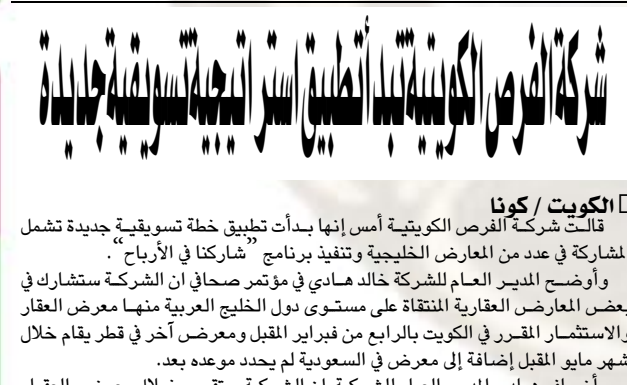 شركة الفرص الكويتية تبدأ تطبيق استراتيجية تسويقية جديدة
الكويت / كونا
قالت شركة الفرص الكويتية أمس إنها بدأت تطبيق خطة تسويقية جديدة تشمل
المشاركة في عدد من المعارض الخليجية وتنفيذ برنامج “شاركنا في الأرباح“.
وأوضح المدير العام للشركة خالد هادي في مؤتمر صحافي ان الشركة ستشارك في
بعض المعارض العقارية المنتقاة على مستوى دول الخليج العربية منها معرض العقار
والاستثمار المقرر في الكويت بالرابع من فبراير المقبل ومعرض آخر في قطر يقام خلال
شهر مايو المقبل إضافة إلى معرض في السعودية لم يحدد موعده بعد.